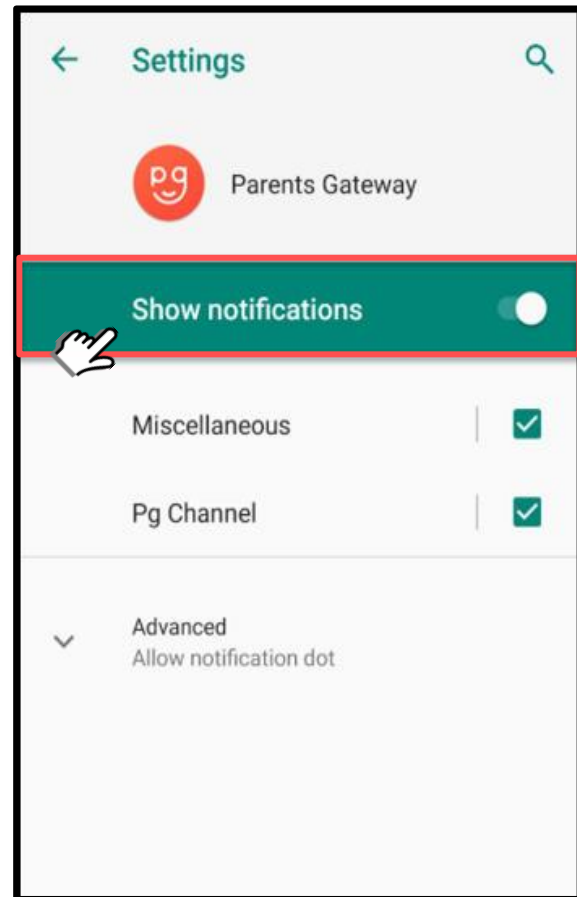 Settings
pg
Parents Gateway
Show notifications
Miscellaneous
Pg Channel
Advanced
Allow notification dot